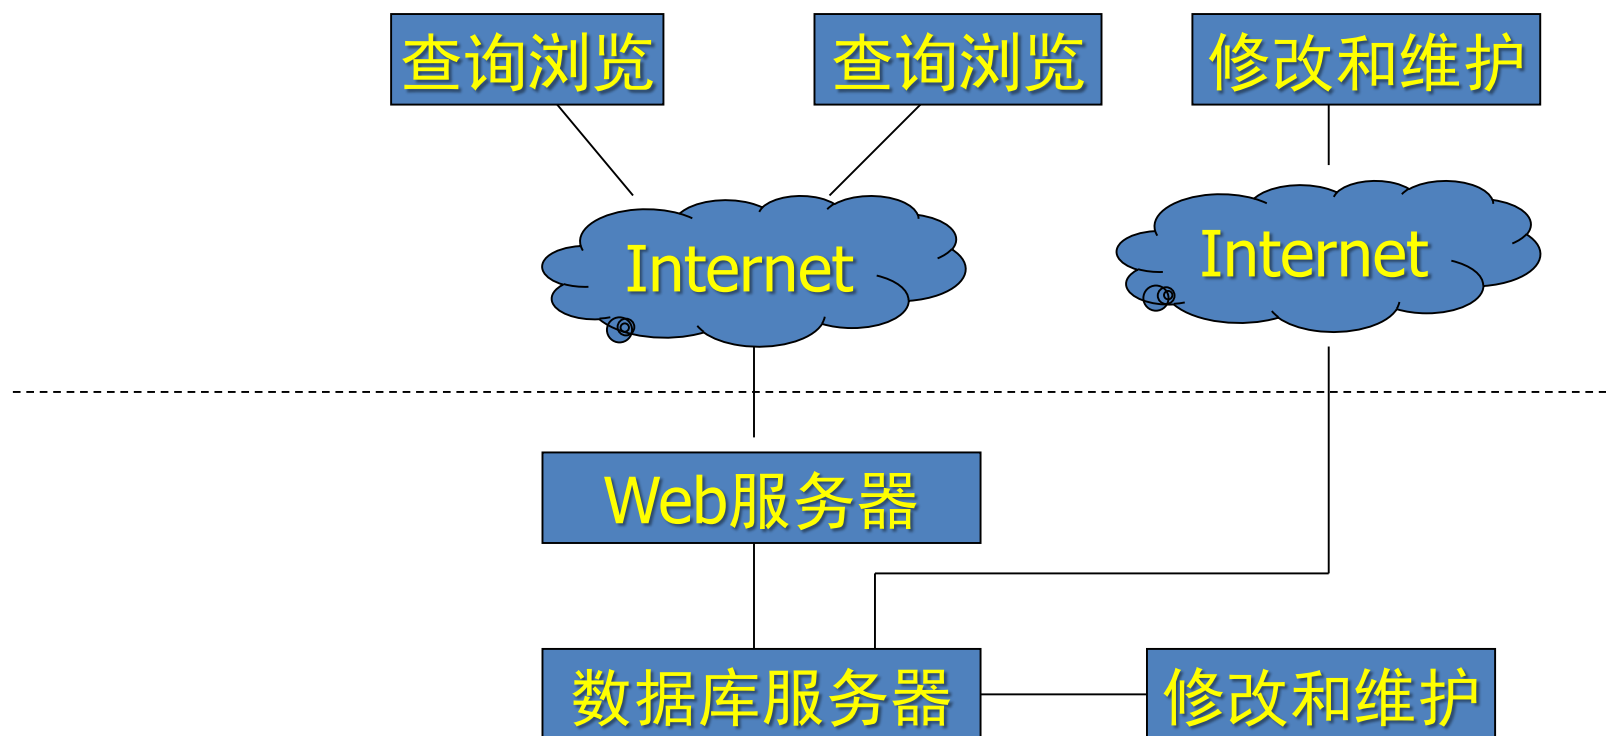 查询浏览
查询浏览
修改和维护
Internet
Internet
Web服务器
数据库服务器
修改和维护